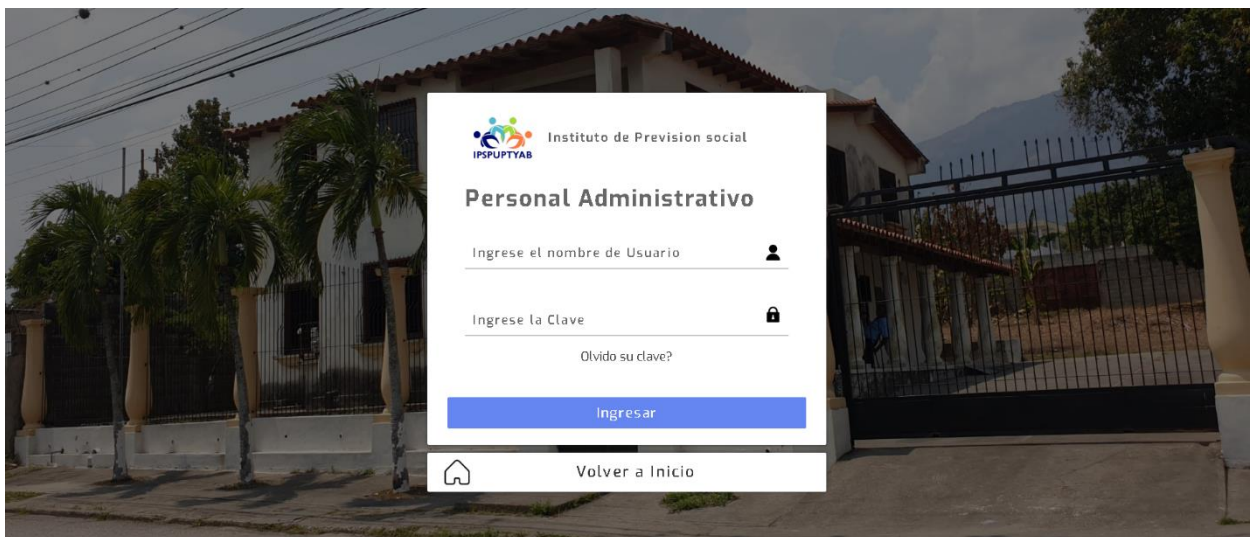 IPSPUPTYAB
Instituto de Prevision social
Personal Administrativo
Ingrese el nombre de Usuario
Ingrese la Clave
Olvido su clave?
Ingresar
Volver a Inicio